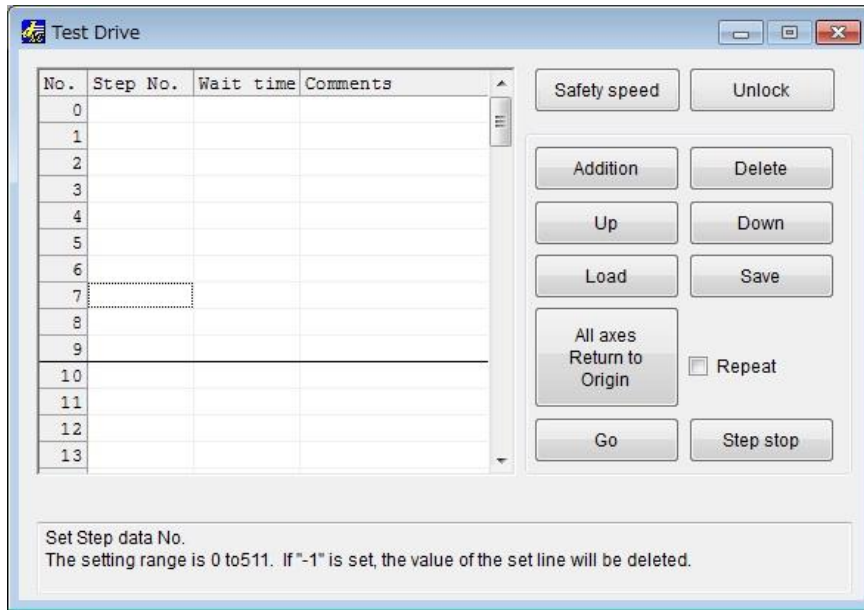 Test Drive
No. Step No. Wait time Comments
0
1
2
3
4
5
6
7
8
9
10
11
12
13
Safety speed Unlock
Addition Delete
Up Down
Load Save
All axes
Return to
Origin
Repeat
Go Step stop
Set Step data No.
The setting range is 0 to511. If "-1" is set, the value of the set line will be deleted.